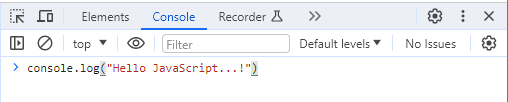 Elements Console Recorder
top Filter Default levels No Issues
console.log("Hello JavaScript...!")